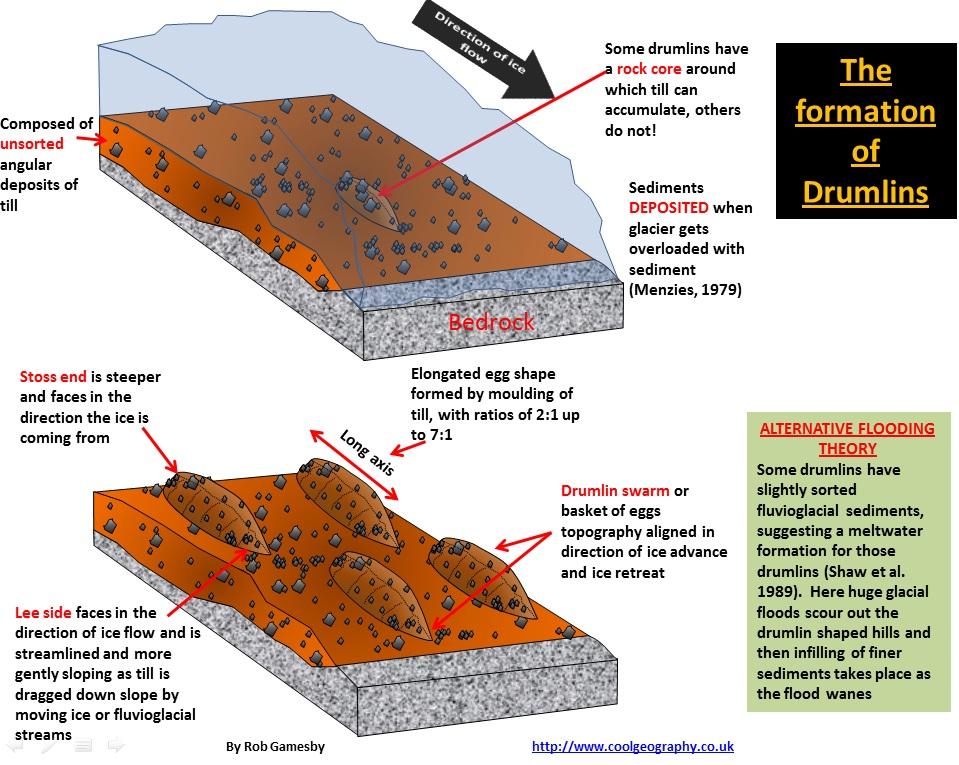 Direction of ice
flow
Some drumlins have
a rock core around
which till can
accumulate, others
do not!
The
formation
of
Drumlins
Composed of
unsorted
angular
deposits of
till
Sediments
DEPOSITED when
glacier gets
overloaded with
sediment
(Menzies, 1979)
Bedrock
Stoss end is steeper
and faces in the
direction the ice is
coming from
Elongated egg shape
formed by moulding of
till, with ratios of 2:1 up
to 7:1
Long axis
Drumlin swarm or
basket of eggs
topography aligned in
direction of ice advance
and ice retreat
ALTERNATIVE FLOODING
THEORY
Some drumlins have
slightly sorted
fluvioglacial sediments,
suggesting a meltwater
formation for those
drumlins (Shaw et al.
1989). Here huge glacial
floods scour out the
drumlin shaped hills and
then infilling of finer
sediments takes place as
the flood wanes
Lee side faces in the
direction of ice flow and is
streamlined and more
gently sloping as till is
dragged down slope by
moving ice or fluvioglacial
streams
By Rob Gamesby
http://www.coolgeography.co.uk